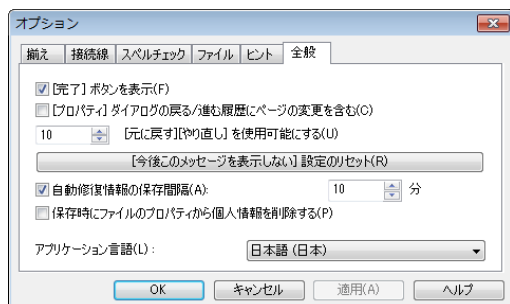 オプション
揃え 接続線 スペルチェック ファイル ヒント 全般
[完了] ボタンを表示(F)
[プロパティ] ダイアログの戻る/進む履歴にページの変更を含む(C)
10 [元に戻す][やり直し] を使用可能にする(U)
[今後このメッセージを表示しない] 設定のリセット(R)
自動修復情報の保存間隔(A): 10 分
保存時にファイルのプロパティから個人情報を削除する(P)
アプリケーション言語(L) : 日本語 (日本)
OK キャンセル 適用(A) ヘルプ